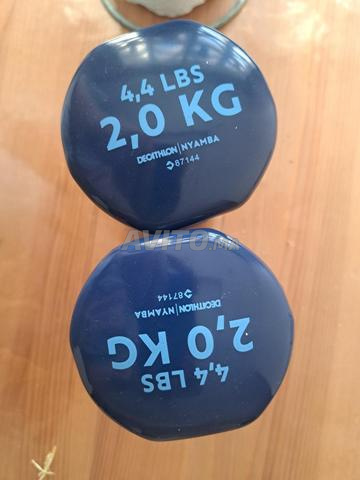 4,4 LBS
2,0 KG
DECATHLON | NYAMBA
87144
AVITO.ma
DECATHLON | NYAMBA
87144
2,0 KG
4,4 LBS